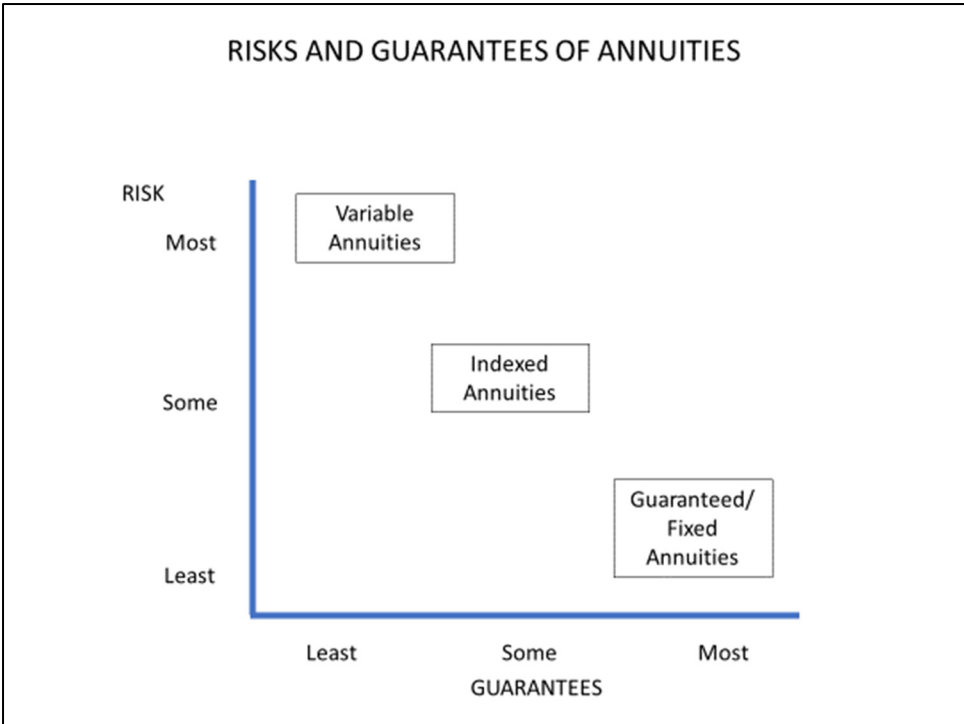 RISKS AND GUARANTEES OF ANNUITIES
RISK
Most
Variable
Annuities
Indexed
Annuities
Some
Guaranteed/
Fixed
Annuities
Least
Least Some Most
GUARANTEES